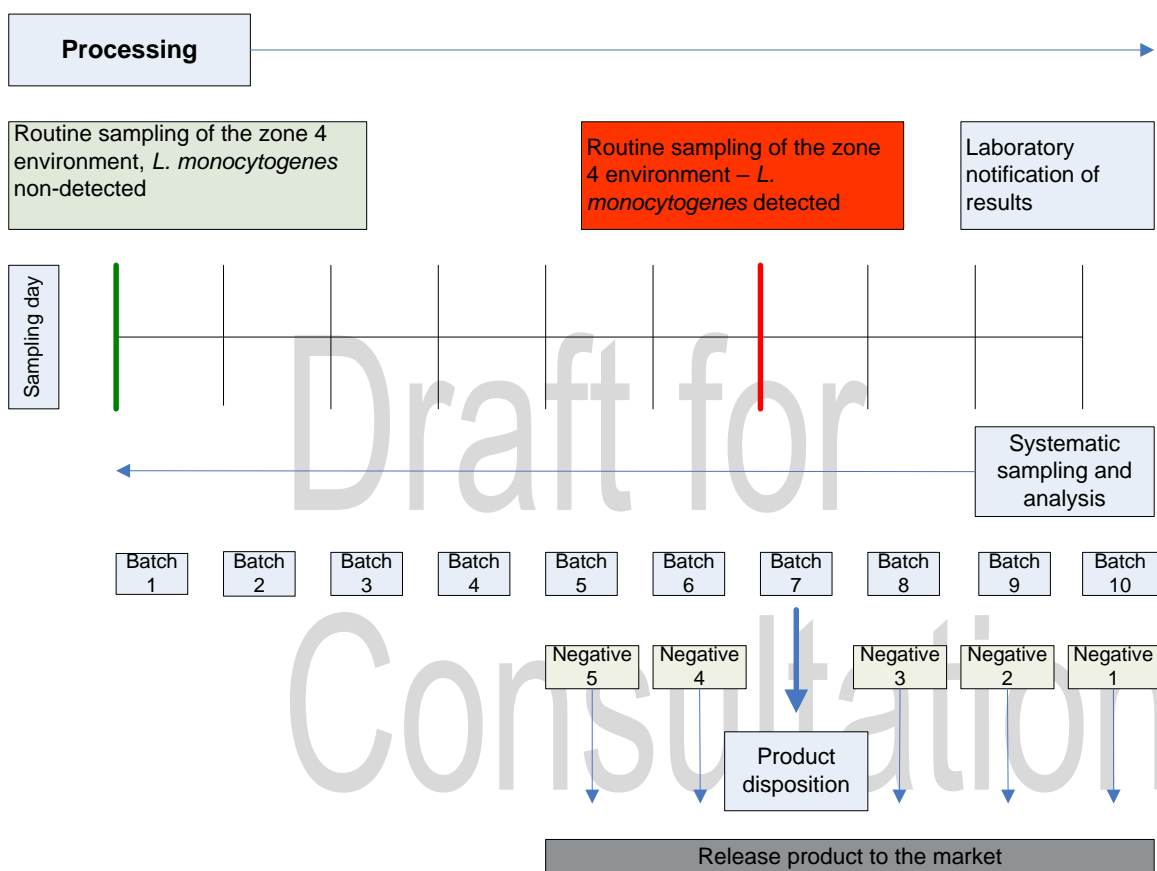 Processing
Routine sampling of the zone 4
environment, L. monocytogenes
non-detected
Routine sampling of the zone
4 environment – L.
monocytogenes detected
Laboratory
notification of
results
Sampling day
Draft for
Systematic
sampling and
analysis
Batch
1
Batch
2
Batch
3
Batch
4
Batch
5
Batch
6
Batch
7
Batch
8
Batch
9
Batch
10
Consultation
Negative
5
Negative
4
Negative
3
Negative
2
Negative
1
Product
disposition
Release product to the market